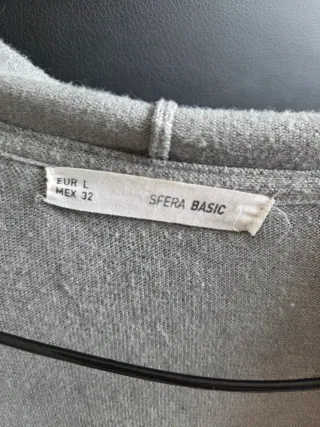 EUR L
MEX 32
SFERA BASIC